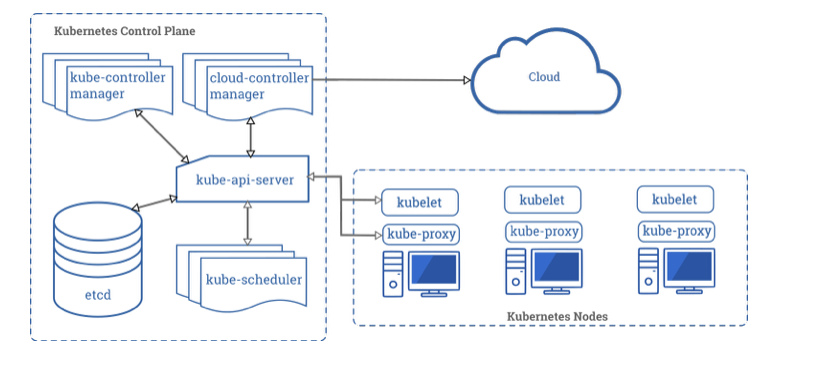 Kubernetes Control Plane
kube-controller
manager
cloud-controller
manager
Cloud
kube-api-server
kubelet
kubelet
kubelet
kube-proxy
kube-proxy
kube-proxy
etcd
kube-scheduler
Kubernetes Nodes